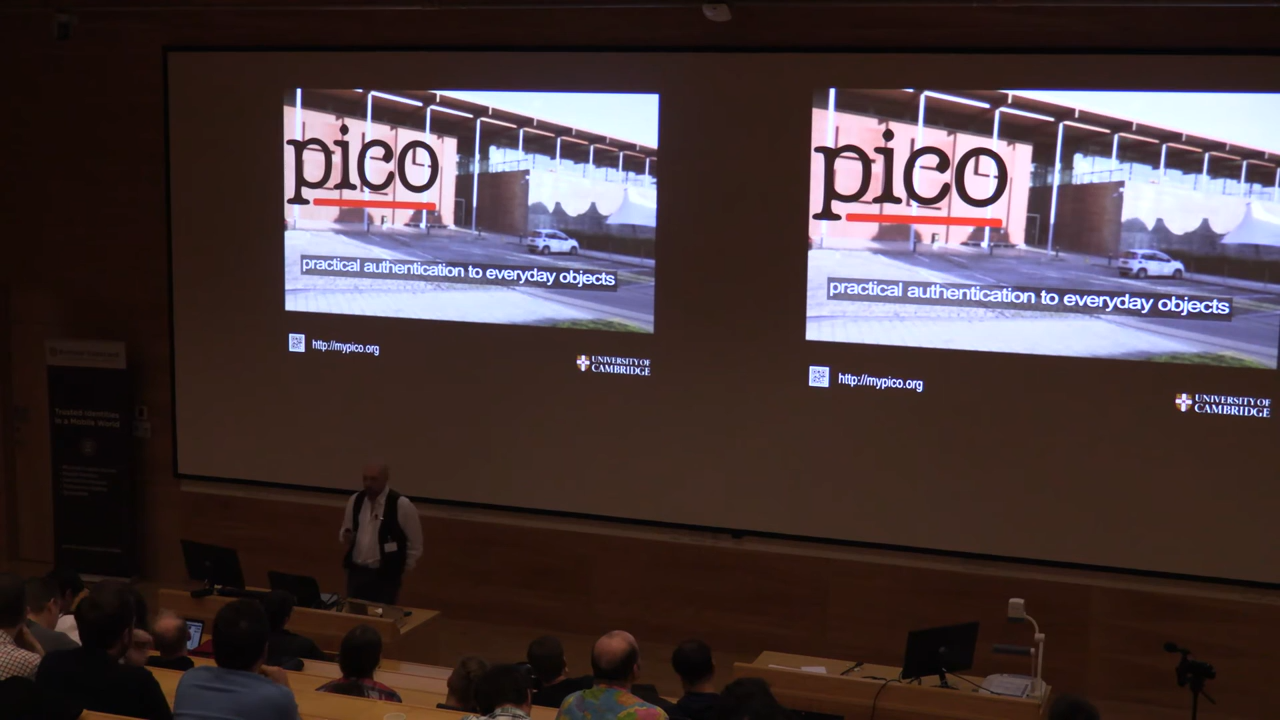 pico
practical authentication to everyday objects
http://mypico.org
UNIVERSITY OF
CAMBRIDGE
pico
practical authentication to everyday objects
http://mypico.org
UNIVERSITY OF
CAMBRIDGE
Trusted Identities
in a Mobile World